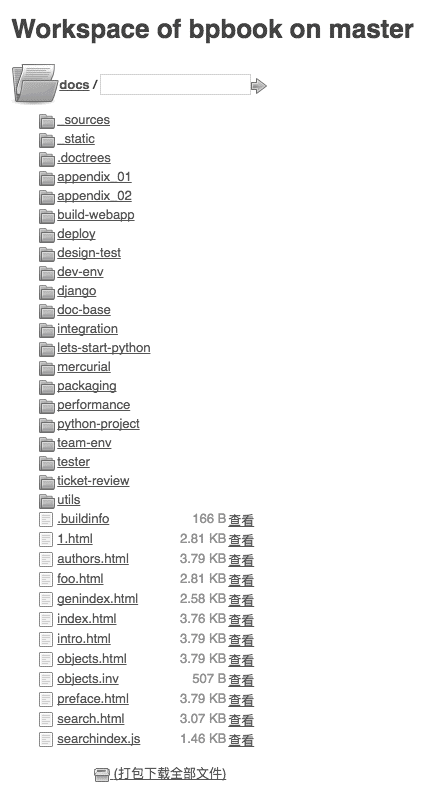 Workspace of bpbook on master
docs /
_sources
_static
.doctrees
appendix_01
appendix_02
build-webapp
deploy
design-test
dev-env
django
doc-base
integration
lets-start-python
mercurial
packaging
performance
python-project
team-env
tester
ticket-review
utils
.buildinfo 166 B 查看
1.html 2.81 KB 查看
authors.html 3.79 KB 查看
foo.html 2.81 KB 查看
genindex.html 2.58 KB 查看
index.html 3.76 KB 查看
intro.html 3.79 KB 查看
objects.html 3.79 KB 查看
objects.inv 507 B 查看
preface.html 3.79 KB 查看
search.html 3.07 KB 查看
searchindex.js 1.46 KB 查看
(打包下载全部文件)